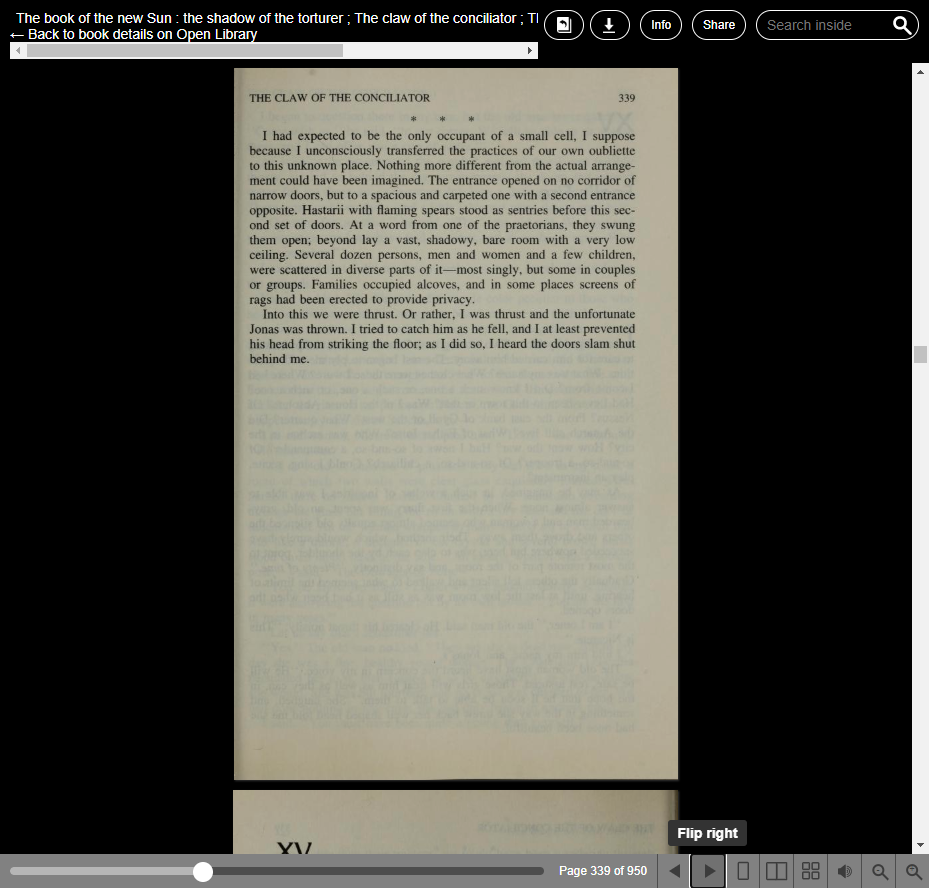 The book of the new Sun : the shadow of the torturer ; The claw of the conciliator ; Tl
← Back to book details on Open Library
Info
Share
Search inside
THE CLAW OF THE CONCILIATOR 339
* * *
I had expected to be the only occupant of a small cell, I suppose
because I unconsciously transferred the practices of our own oubliette
to this unknown place. Nothing more different from the actual arrange-
ment could have been imagined. The entrance opened on no corridor of
narrow doors, but to a spacious and carpeted one with a second entrance
opposite. Hastarii with flaming spears stood as sentries before this sec-
ond set of doors. At a word from one of the praetorians, they swung
them open; beyond lay a vast, shadowy, bare room with a very low
ceiling. Several dozen persons, men and women and a few children,
were scattered in diverse parts of it—most singly, but some in couples
or groups. Families occupied alcoves, and in some places screens of
rags had been erected to provide privacy.
Into this we were thrust. Or rather, I was thrust and the unfortunate
Jonas was thrown. I tried to catch him as he fell, and I at least prevented
his head from striking the floor; as I did so, I heard the doors slam shut
behind me.
XV
Flip right
Page 339 of 950